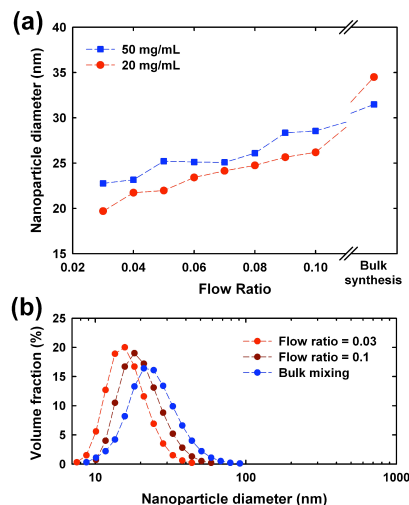 (a)
50 mg/mL
20 mg/mL
Nanoparticle diameter (nm)
40
35
30
25
20
15
0.02 0.04 0.06 0.08 0.10 Bulk
synthesis
Flow Ratio
(b)
Flow ratio = 0.03
Flow ratio = 0.1
Bulk mixing
Volume fraction (%)
25
20
15
10
5
0
10 100 1000
Nanoparticle diameter (nm)